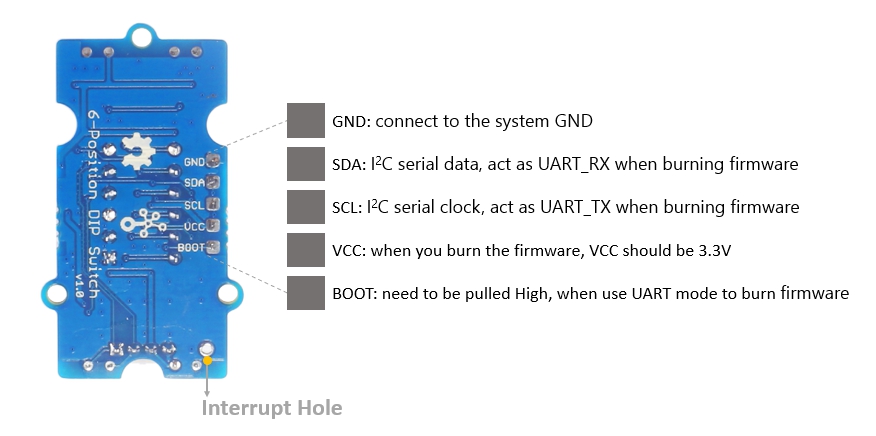 GND: connect to the system GND
SDA: I²C serial data, act as UART_RX when burning firmware
SCL: I²C serial clock, act as UART_TX when burning firmware
VCC: when you burn the firmware, VCC should be 3.3V
BOOT: need to be pulled High, when use UART mode to burn firmware
6-Position DIP Switch
v1.0
GND
SDA
SCL
VCC
BOOT
Interrupt Hole